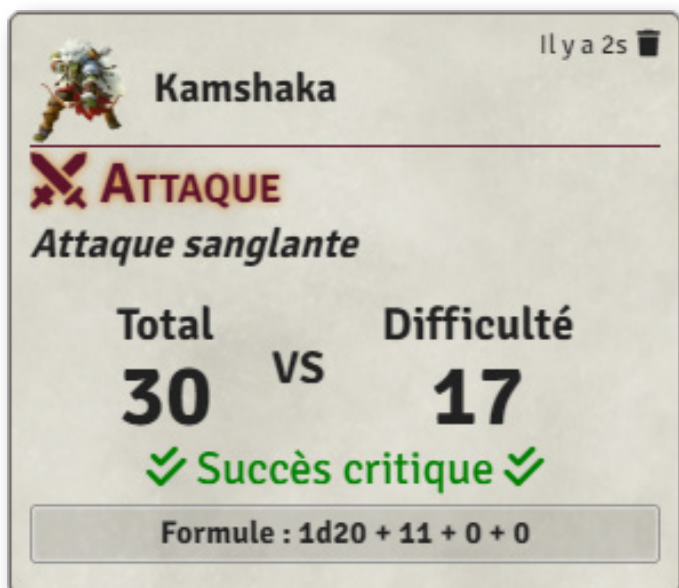 Il y a 2s
Kamshaka
ATTAQUE
Attaque sanglante
Total
VS
Difficulté
30
17
Succès critique
Formule : 1d20 + 11 + 0 + 0